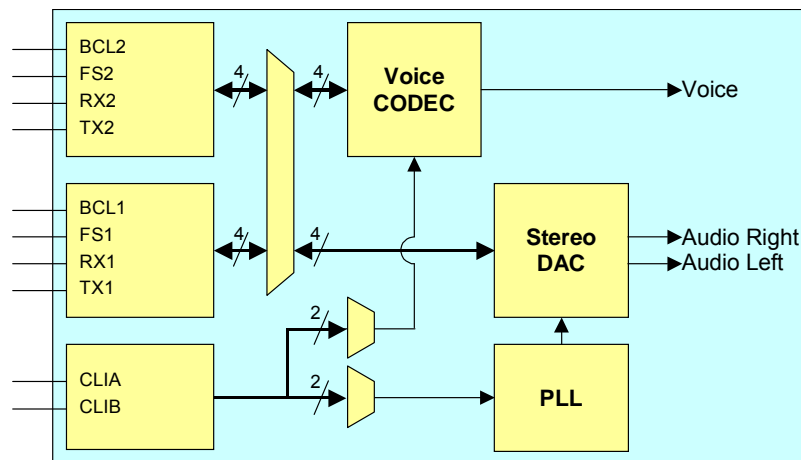 BCL2
FS2
RX2
TX2
4
4
Voice
CODEC
Voice
BCL1
FS1
RX1
TX1
4
4
Stereo
DAC
Audio Right
Audio Left
2
CLIA
CLIB
2
PLL